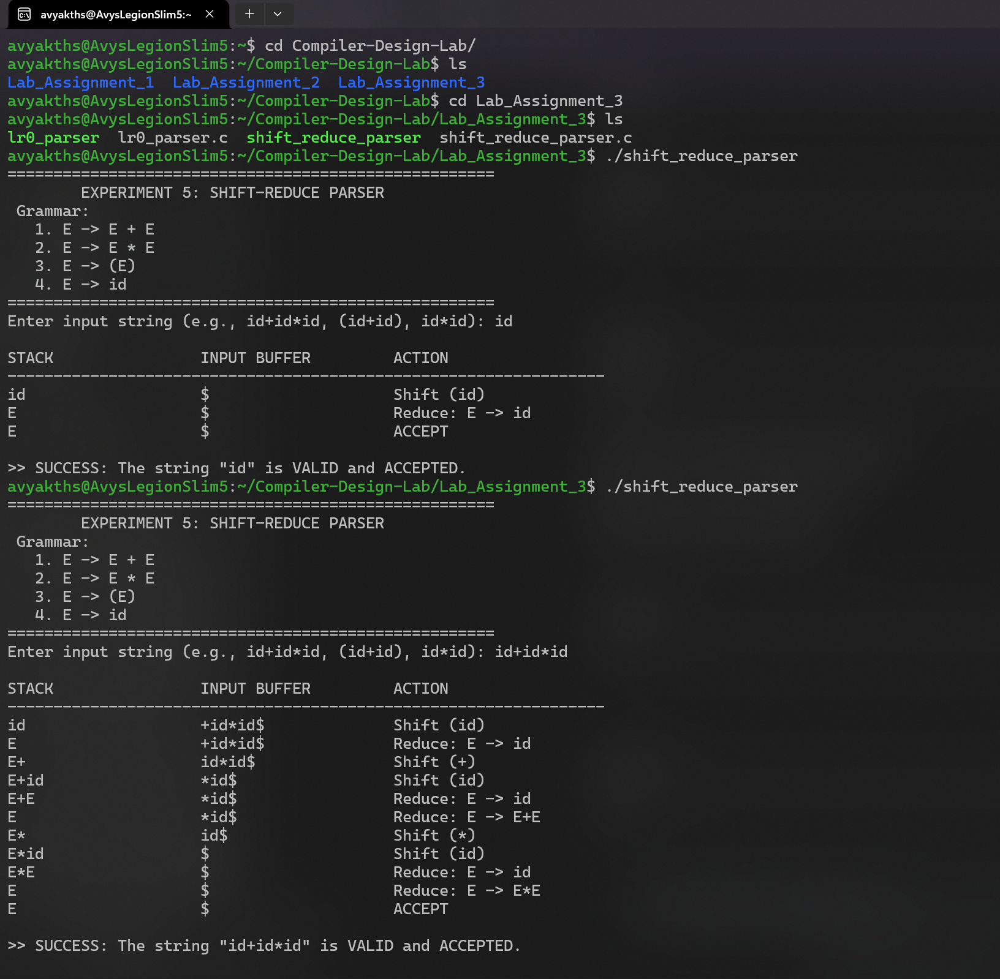 avyakths@AvysLegionSlim5:~
avyakths@AvysLegionSlim5:~$ cd Compiler-Design-Lab/
avyakths@AvysLegionSlim5:~/Compiler-Design-Lab$ ls
Lab_Assignment_1  Lab_Assignment_2  Lab_Assignment_3
avyakths@AvysLegionSlim5:~/Compiler-Design-Lab$ cd Lab_Assignment_3
avyakths@AvysLegionSlim5:~/Compiler-Design-Lab/Lab_Assignment_3$ ls
lr0_parser  lr0_parser.c  shift_reduce_parser  shift_reduce_parser.c
avyakths@AvysLegionSlim5:~/Compiler-Design-Lab/Lab_Assignment_3$ ./shift_reduce_parser
=====================================================
        EXPERIMENT 5: SHIFT-REDUCE PARSER
 Grammar:
   1. E -> E + E
   2. E -> E * E
   3. E -> (E)
   4. E -> id
=====================================================
Enter input string (e.g., id+id*id, (id+id), id*id): id
STACK                INPUT BUFFER         ACTION
-----------------------------------------------------------------
id                   $                    Shift (id)
E                    $                    Reduce: E -> id
E                    $                    ACCEPT
>> SUCCESS: The string "id" is VALID and ACCEPTED.
avyakths@AvysLegionSlim5:~/Compiler-Design-Lab/Lab_Assignment_3$ ./shift_reduce_parser
=====================================================
        EXPERIMENT 5: SHIFT-REDUCE PARSER
 Grammar:
   1. E -> E + E
   2. E -> E * E
   3. E -> (E)
   4. E -> id
=====================================================
Enter input string (e.g., id+id*id, (id+id), id*id): id+id*id
STACK                INPUT BUFFER         ACTION
-----------------------------------------------------------------
id                   +id*id$              Shift (id)
E                    +id*id$              Reduce: E -> id
E+                   id*id$               Shift (+)
E+id                 *id$                 Shift (id)
E+E                  *id$                 Reduce: E -> id
E                    *id$                 Reduce: E -> E+E
E*                   id$                  Shift (*)
E*id                 $                    Shift (id)
E*E                  $                    Reduce: E -> id
E                    $                    Reduce: E -> E*E
E                    $                    ACCEPT
>> SUCCESS: The string "id+id*id" is VALID and ACCEPTED.